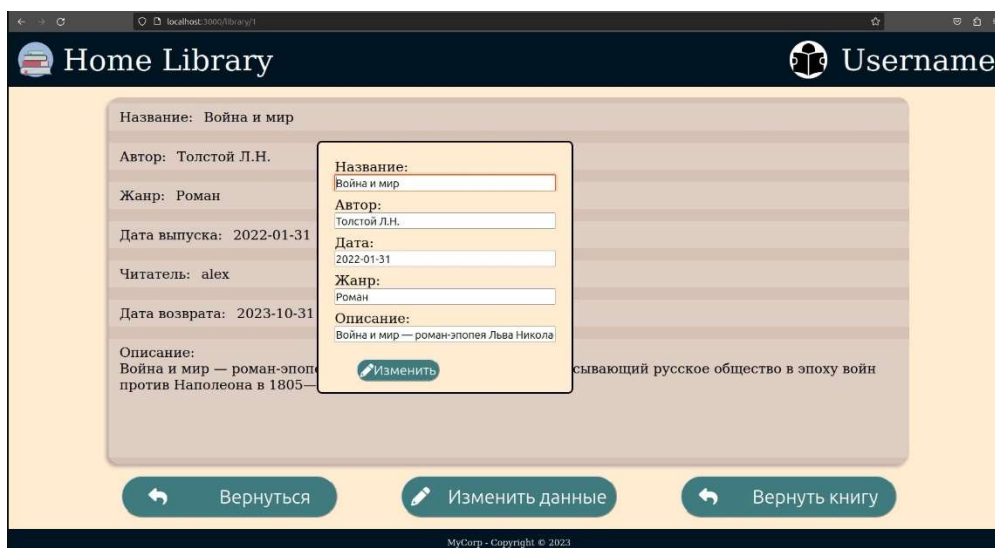 localhost:3000/library/1
Home Library
Username
Название: Война и мир
Автор: Толстой Л.Н.
Жанр: Роман
Дата выпуска: 2022-01-31
Читатель: alex
Дата возврата: 2023-10-31
Описание:
Война и мир — роман-эпоп
сывающий русское общество в эпоху войн
против Наполеона в 1805—
Название:
Война и мир
Автор:
Толстой Л.Н.
Дата:
2022-01-31
Жанр:
Роман
Описание:
Война и мир — роман-эпопея Льва Никола
Изменить
Вернуться
Изменить данные
Вернуть книгу
MyCorp - Copyright © 2023